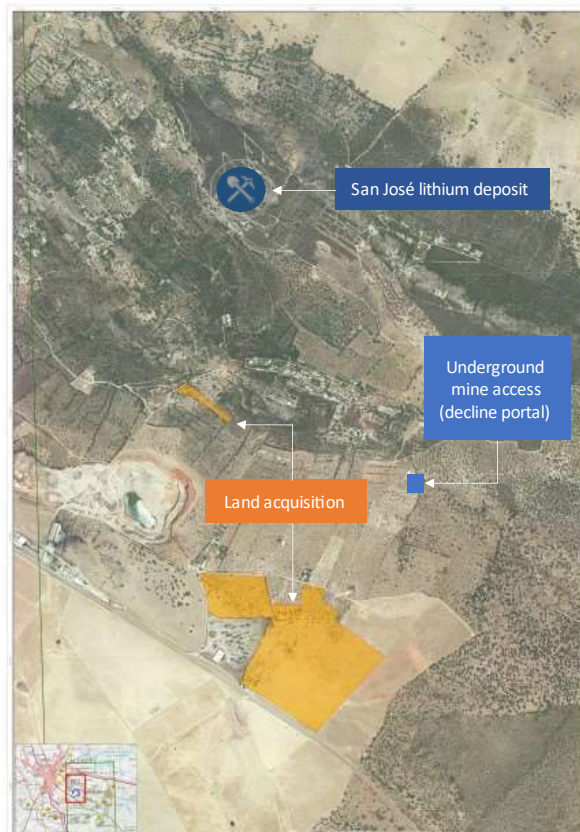 San José lithium deposit
Underground
mine access
(decline portal)
Land acquisition